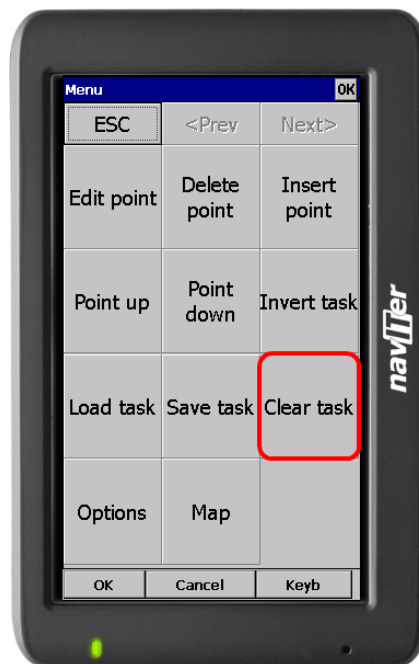 Menu OK
ESC <Prev Next>
Edit point Delete point Insert point
Point up Point down Invert task
Load task Save task Clear task
Options Map
OK Cancel Keyb
naviter